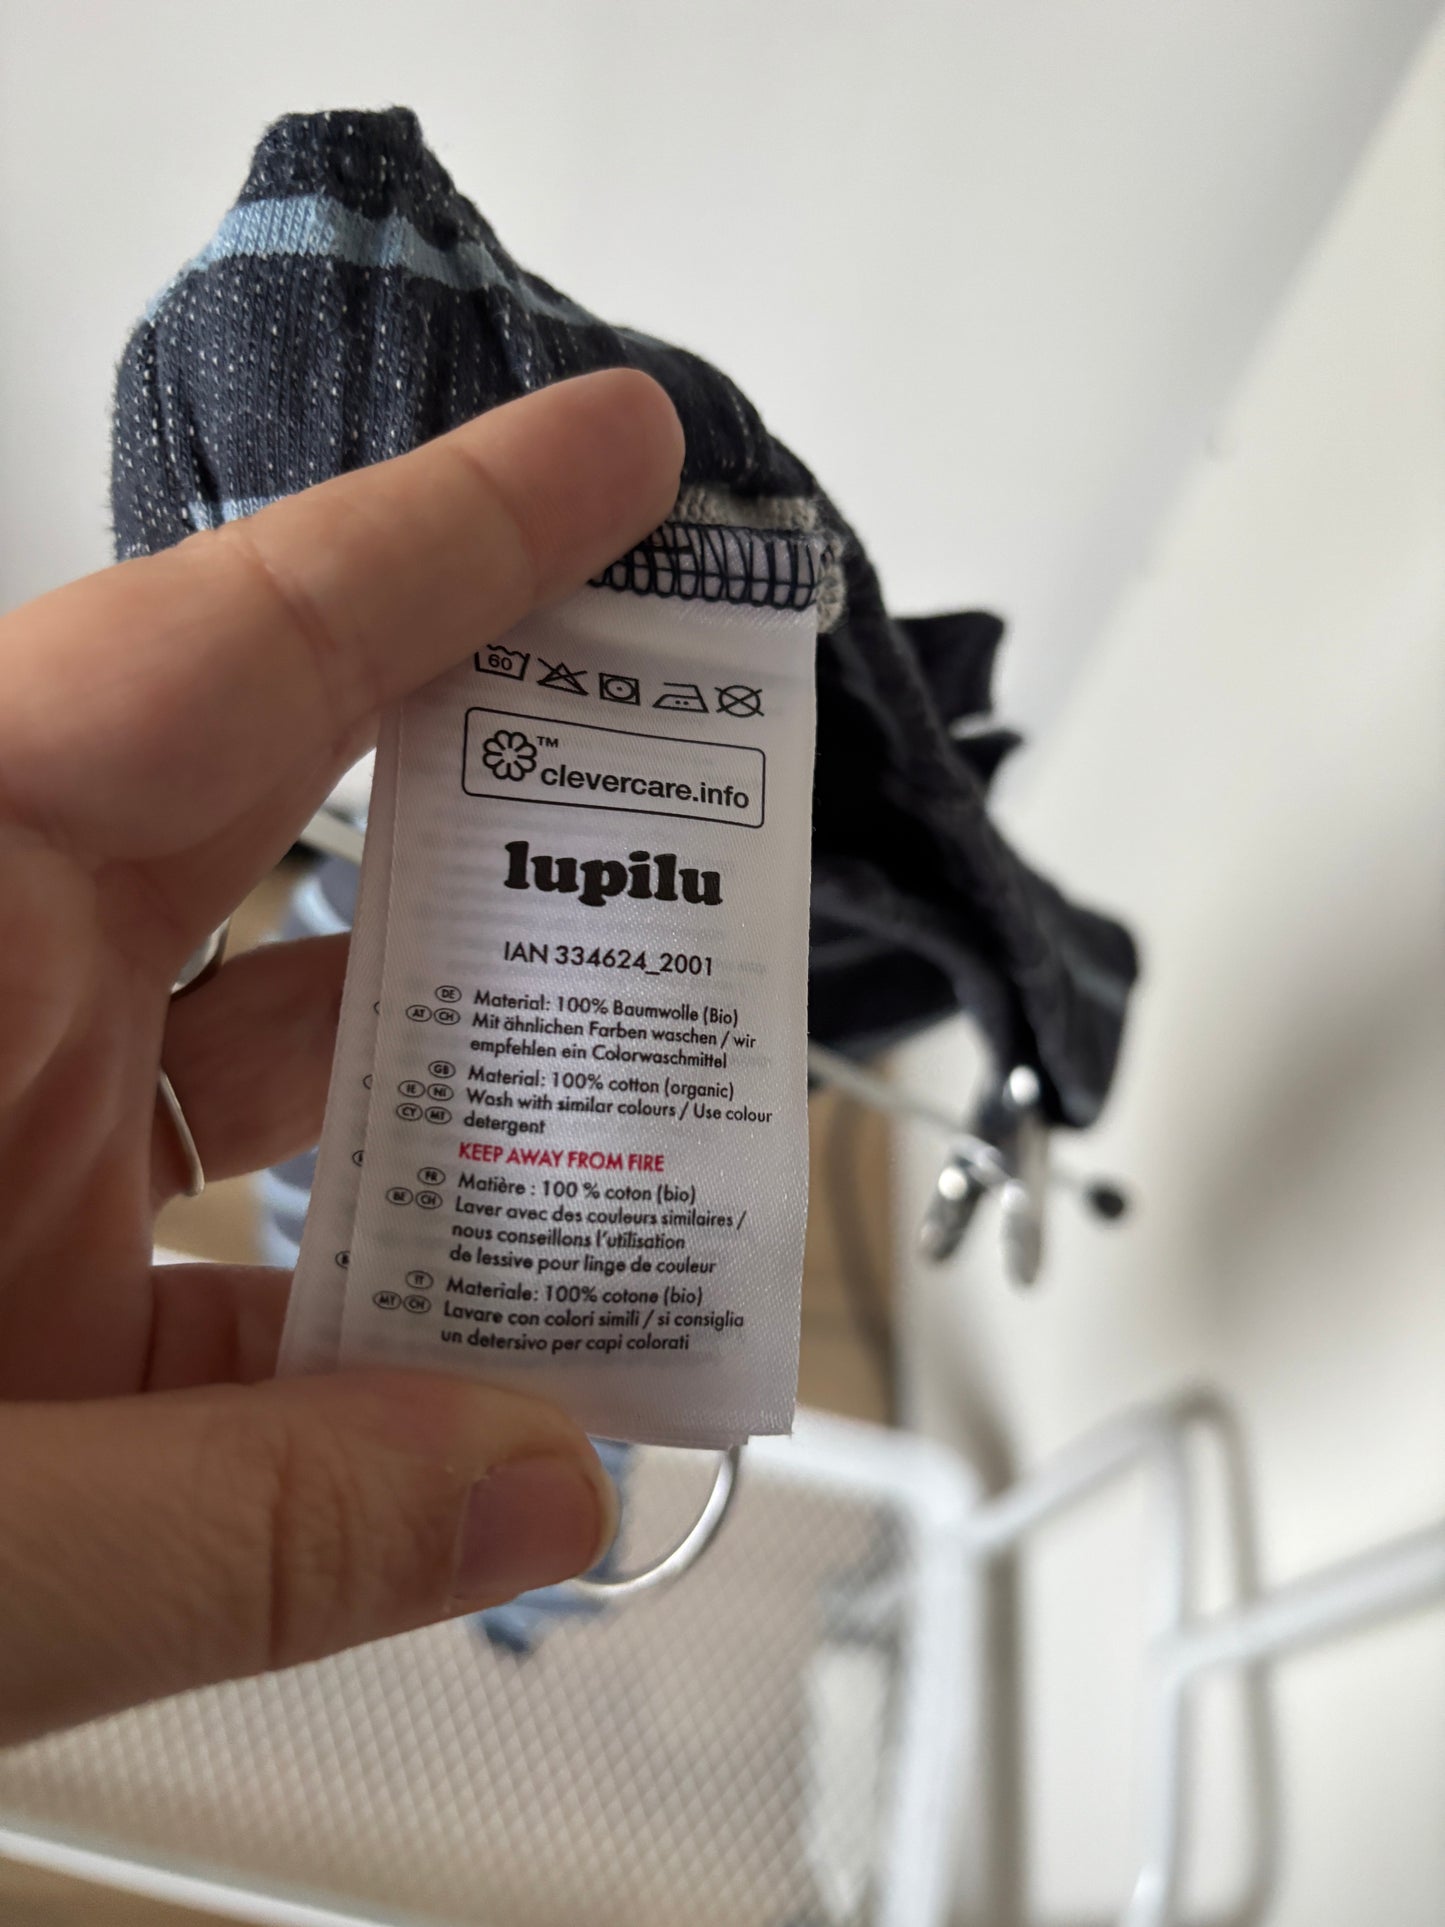 60
™
clevercare.info
lupilu
IAN 334624_2001
DE Material: 100% Baumwolle (Bio)
AT CH Mit ähnlichen Farben waschen / wir
empfehlen ein Colorwaschmittel
GB Material: 100% cotton (organic)
IE NI Wash with similar colours / Use colour
CY MT detergent
KEEP AWAY FROM FIRE
FR Matière : 100 % coton (bio)
BE CH Laver avec des couleurs similaires /
nous conseillons l'utilisation
de lessive pour linge de couleur
IT Materiale: 100% cotone (bio)
MT CH Lavare con colori simili / si consiglia
un detersivo per capi colorati